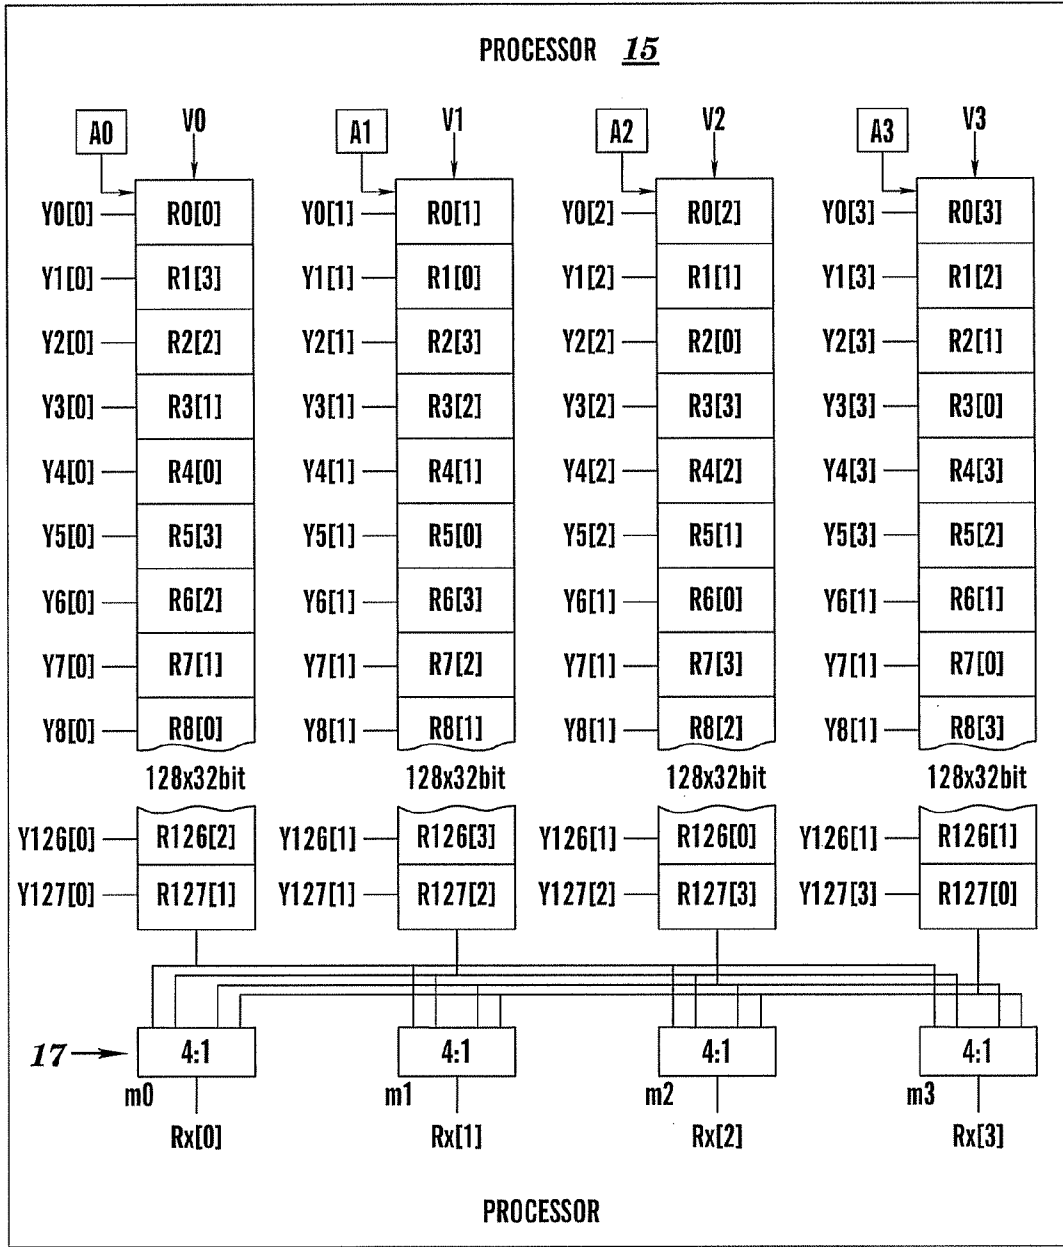 PROCESSOR 15
A0 V0 A1 V1 A2 V2 A3 V3
Y0[0] R0[0] Y0[1] R0[1] Y0[2] R0[2] Y0[3] R0[3]
Y1[0] R1[3] Y1[1] R1[0] Y1[2] R1[1] Y1[3] R1[2]
Y2[0] R2[2] Y2[1] R2[3] Y2[2] R2[0] Y2[3] R2[1]
Y3[0] R3[1] Y3[1] R3[2] Y3[2] R3[3] Y3[3] R3[0]
Y4[0] R4[0] Y4[1] R4[1] Y4[2] R4[2] Y4[3] R4[3]
Y5[0] R5[3] Y5[1] R5[0] Y5[2] R5[1] Y5[3] R5[2]
Y6[0] R6[2] Y6[1] R6[3] Y6[1] R6[0] Y6[1] R6[1]
Y7[0] R7[1] Y7[1] R7[2] Y7[1] R7[3] Y7[1] R7[0]
Y8[0] R8[0] Y8[1] R8[1] Y8[1] R8[2] Y8[1] R8[3]
128x32bit 128x32bit 128x32bit 128x32bit
Y126[0] R126[2] Y126[1] R126[3] Y126[1] R126[0] Y126[1] R126[1]
Y127[0] R127[1] Y127[1] R127[2] Y127[2] R127[3] Y127[3] R127[0]
17 4:1 4:1 4:1 4:1
m0 m1 m2 m3
Rx[0] Rx[1] Rx[2] Rx[3]
PROCESSOR